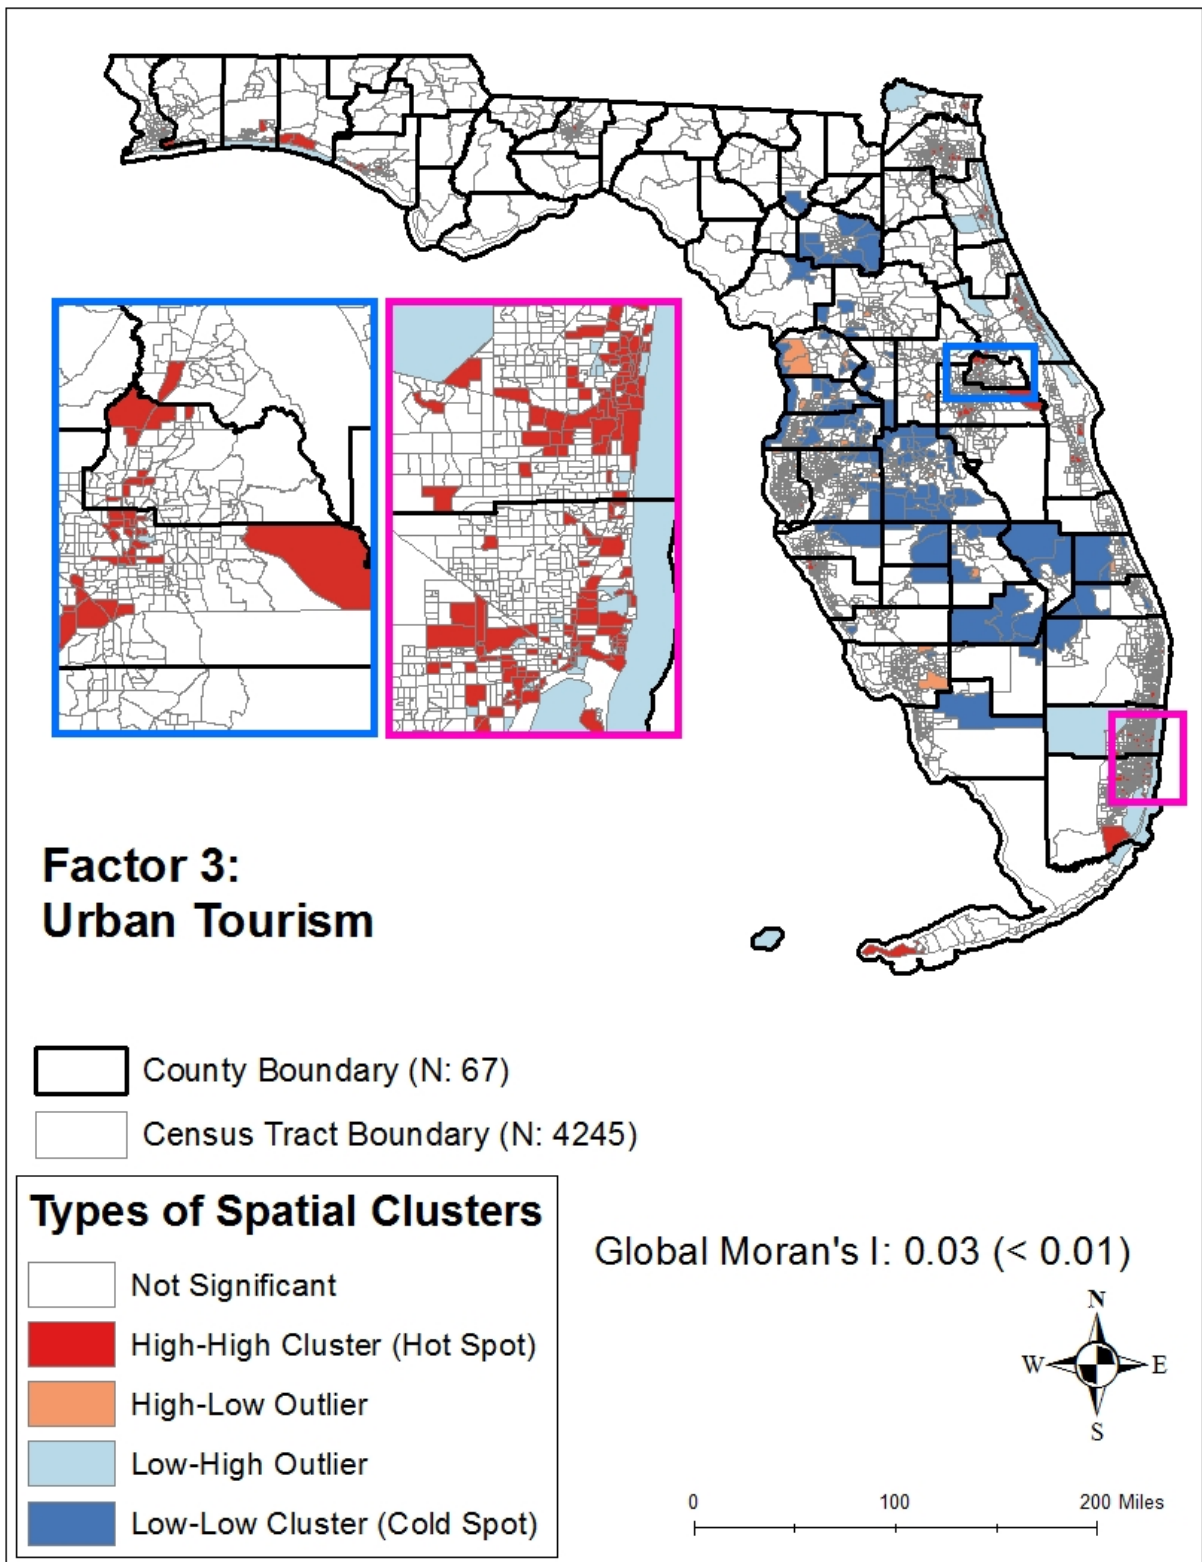 Factor 3:
Urban Tourism
County Boundary (N: 67)
Census Tract Boundary (N: 4245)
Types of Spatial Clusters
Not Significant
High-High Cluster (Hot Spot)
High-Low Outlier
Low-High Outlier
Low-Low Cluster (Cold Spot)
Global Moran's I: 0.03 (< 0.01)
N
W E
S
0 100 200 Miles